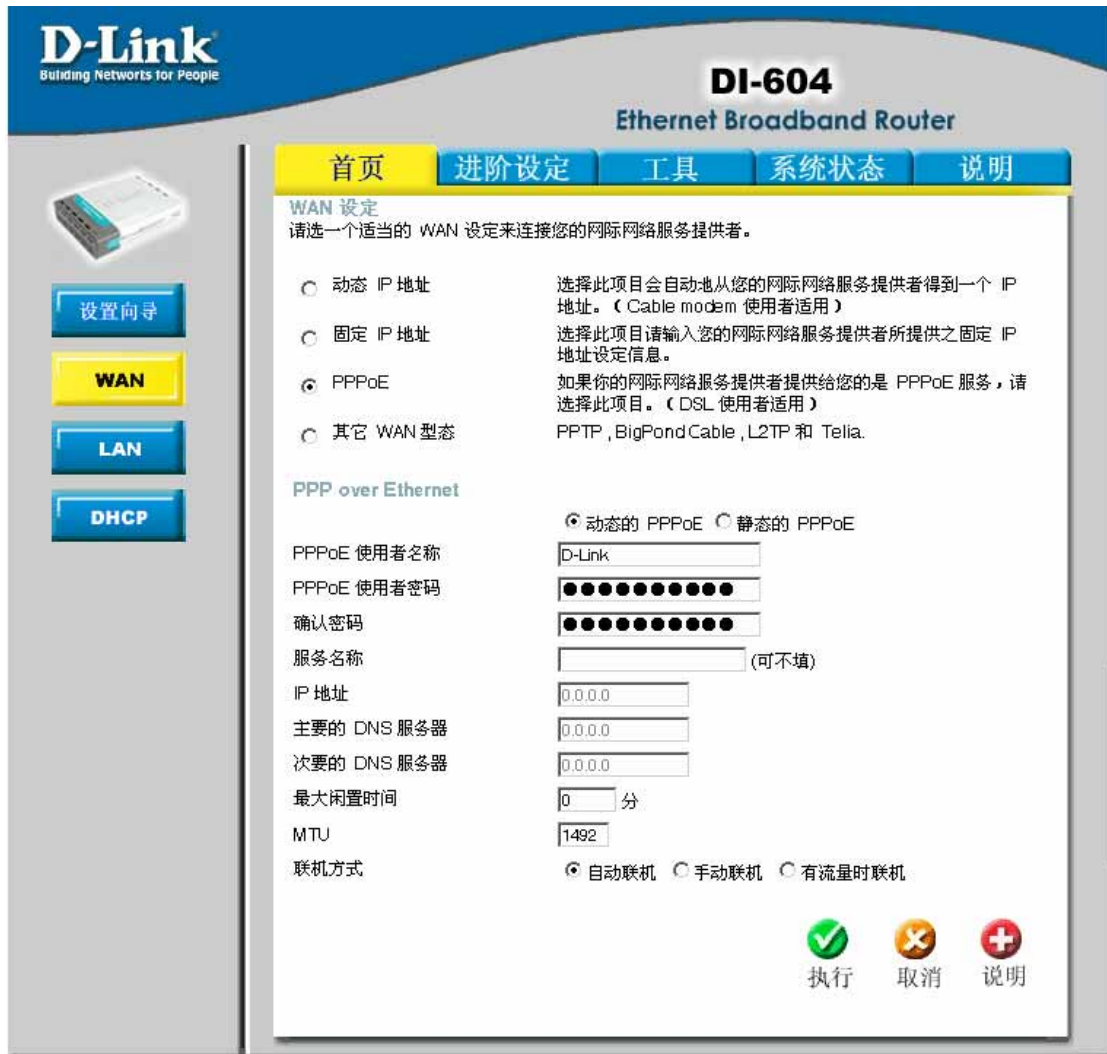 D-Link
Building Networks for People
DI-604
Ethernet Broadband Router
首页 进阶设定 工具 系统状态 说明
设置向导
WAN
LAN
DHCP
WAN 设定
请选一个适当的 WAN 设定来连接您的网际网络服务提供者。
动态 IP 地址 选择此项目会自动地从您的网际网络服务提供者得到一个 IP
地址。(Cable modem 使用者适用)
固定 IP 地址 选择此项目请输入您的网际网络服务提供者所提供之固定 IP
地址设定信息。
PPPoE 如果你的网际网络服务提供者提供给您的是 PPPoE 服务,请
选择此项目。(DSL 使用者适用)
其它 WAN 型态 PPTP , BigPond Cable , L2TP 和 Telia.
PPP over Ethernet
动态的 PPPoE 静态的 PPPoE
PPPoE 使用者名称 D-Link
PPPoE 使用者密码 ●●●●●●●●●●
确认密码 ●●●●●●●●●●
服务名称 (可不填)
IP 地址 0.0.0.0
主要的 DNS 服务器 0.0.0.0
次要的 DNS 服务器 0.0.0.0
最大闲置时间 0 分
MTU 1492
联机方式 自动联机 手动联机 有流量时联机
执行 取消 说明